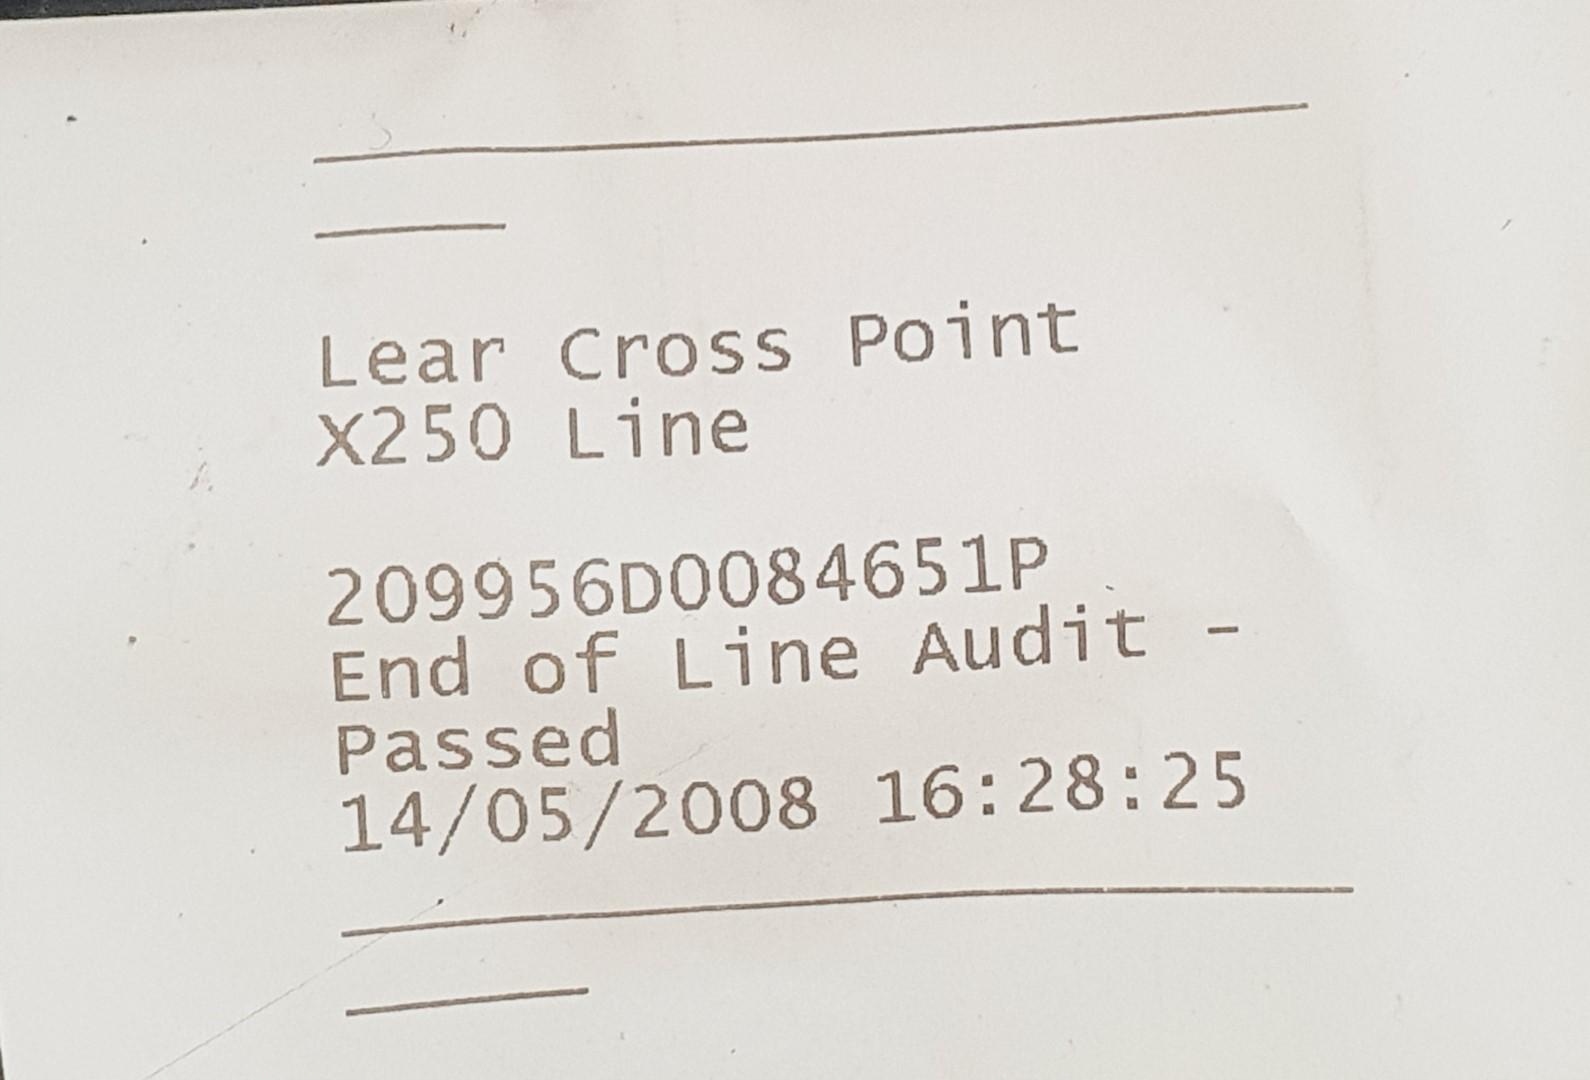 Lear Cross Point
X250 Line
209956D0084651P
End of Line Audit -
Passed
14/05/2008 16:28:25